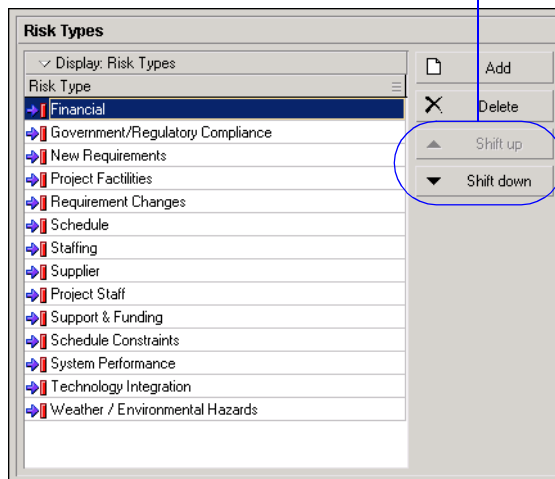 Risk Types
Display: Risk Types
Risk Type
Financial
Government/Regulatory Compliance
New Requirements
Project Factilities
Requirement Changes
Schedule
Staffing
Supplier
Project Staff
Support & Funding
Schedule Constraints
System Performance
Technology Integration
Weather / Environmental Hazards
Add
Delete
Shift up
Shift down